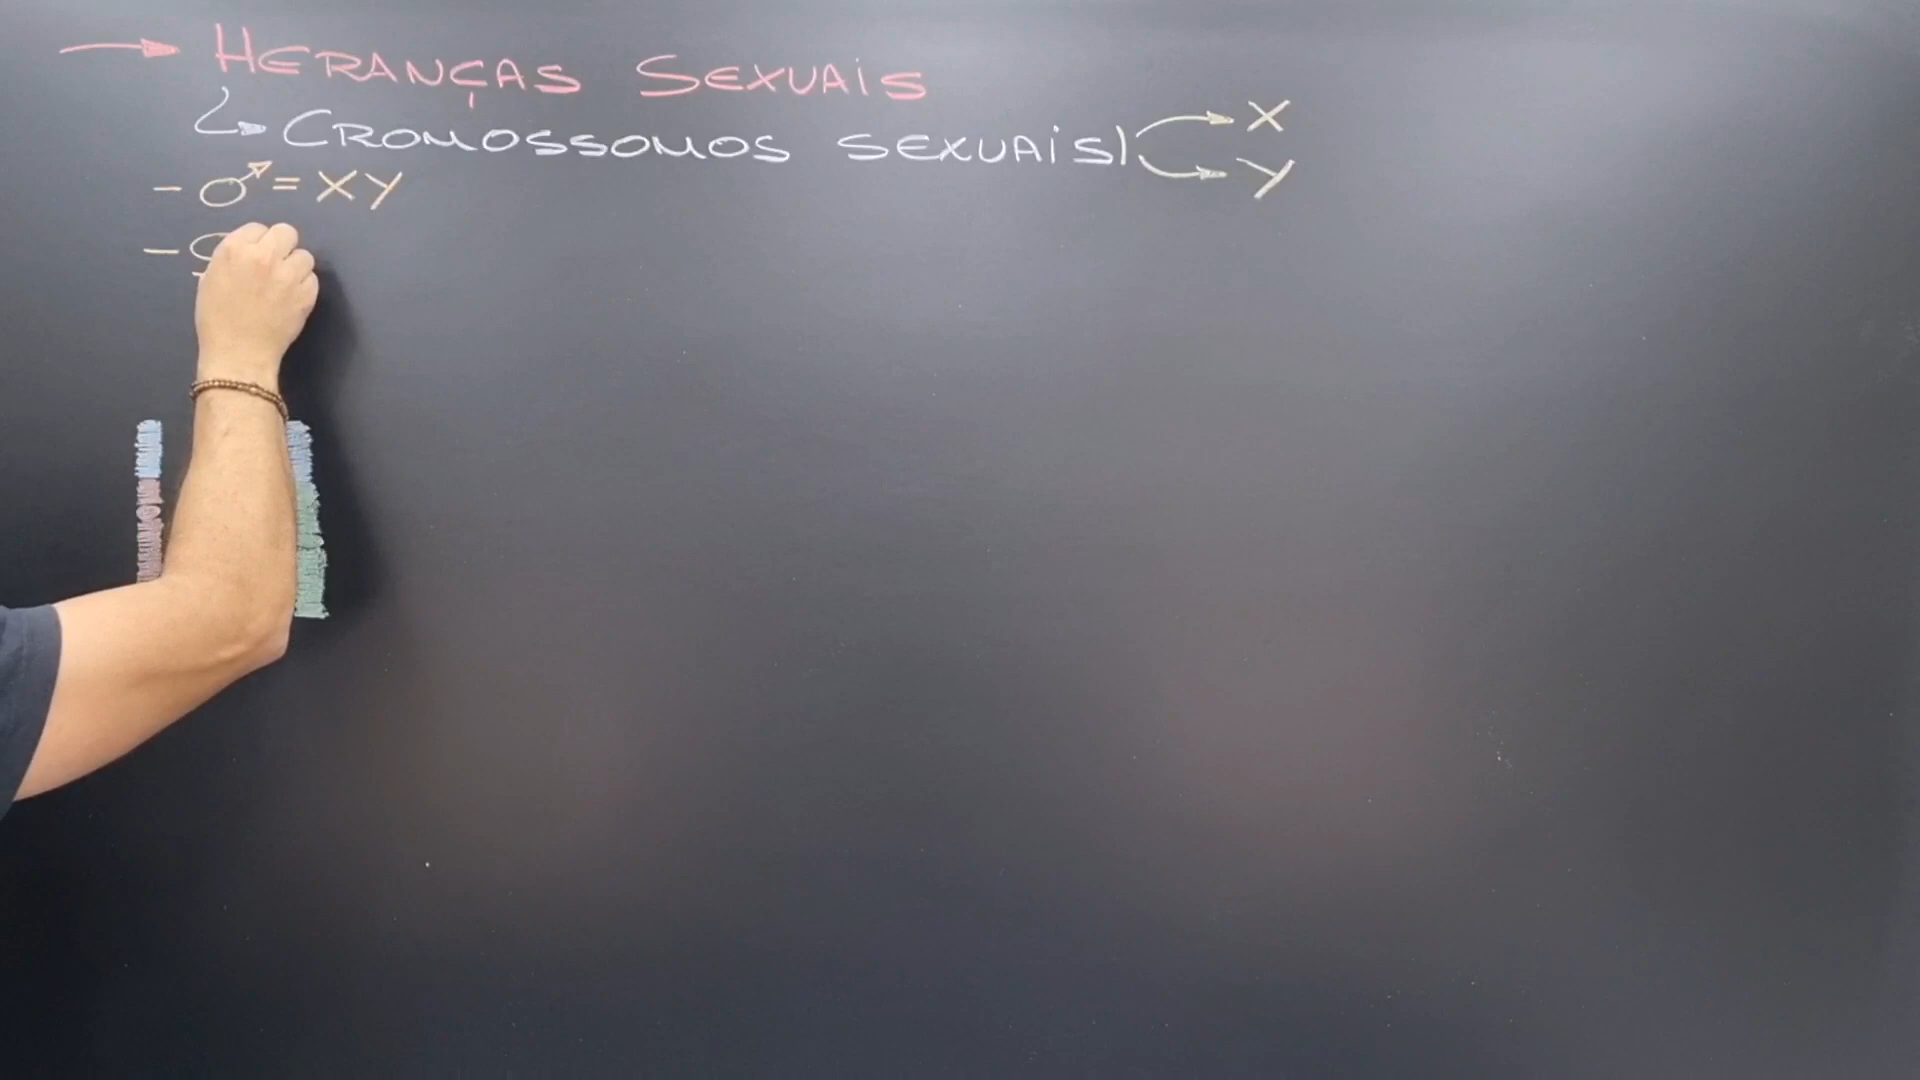 → HERANÇAS SEXUAIS
↳ CROMOSSOMOS SEXUAIS) → X
→ Y
- ♂ = XY
- ♀